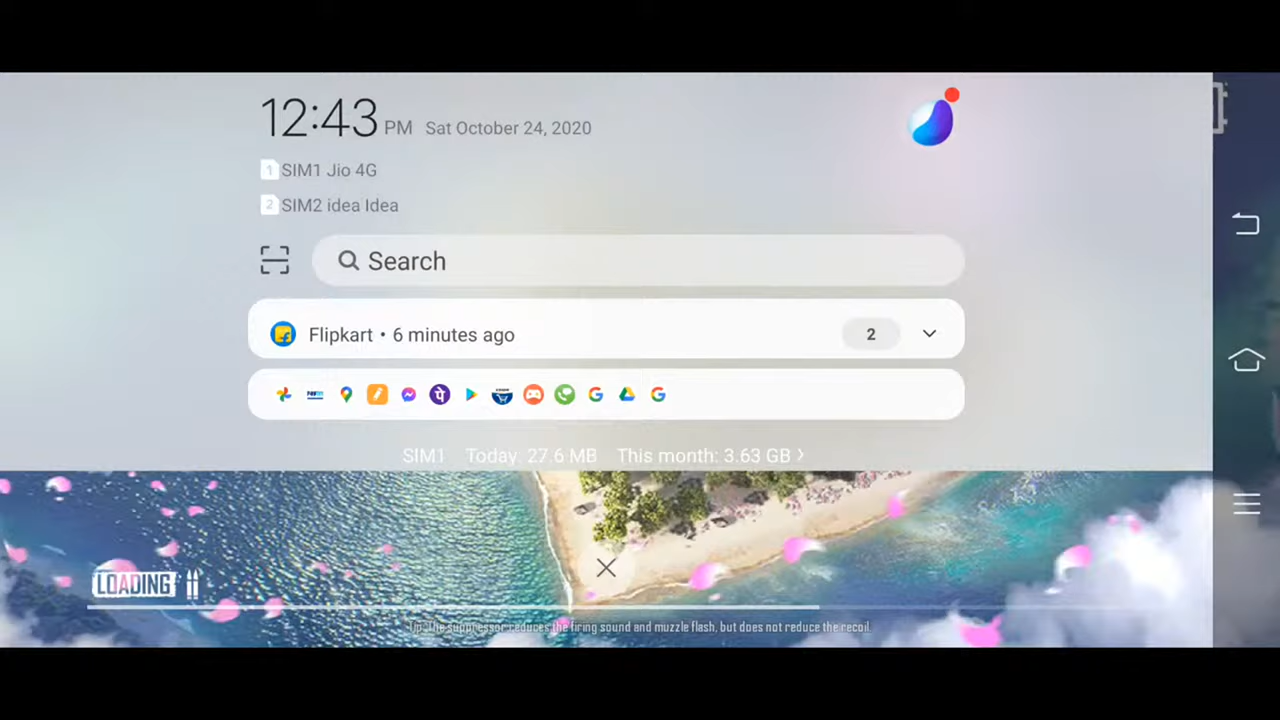 12:43 PM Sat October 24, 2020
1 SIM1 Jio 4G
2 SIM2 idea Idea
Search
Flipkart • 6 minutes ago 2
SIM1 Today: 27.6 MB This month: 3.63 GB ›
LOADING
Tip: The suppressor reduces the firing sound and muzzle flash, but does not reduce the recoil.